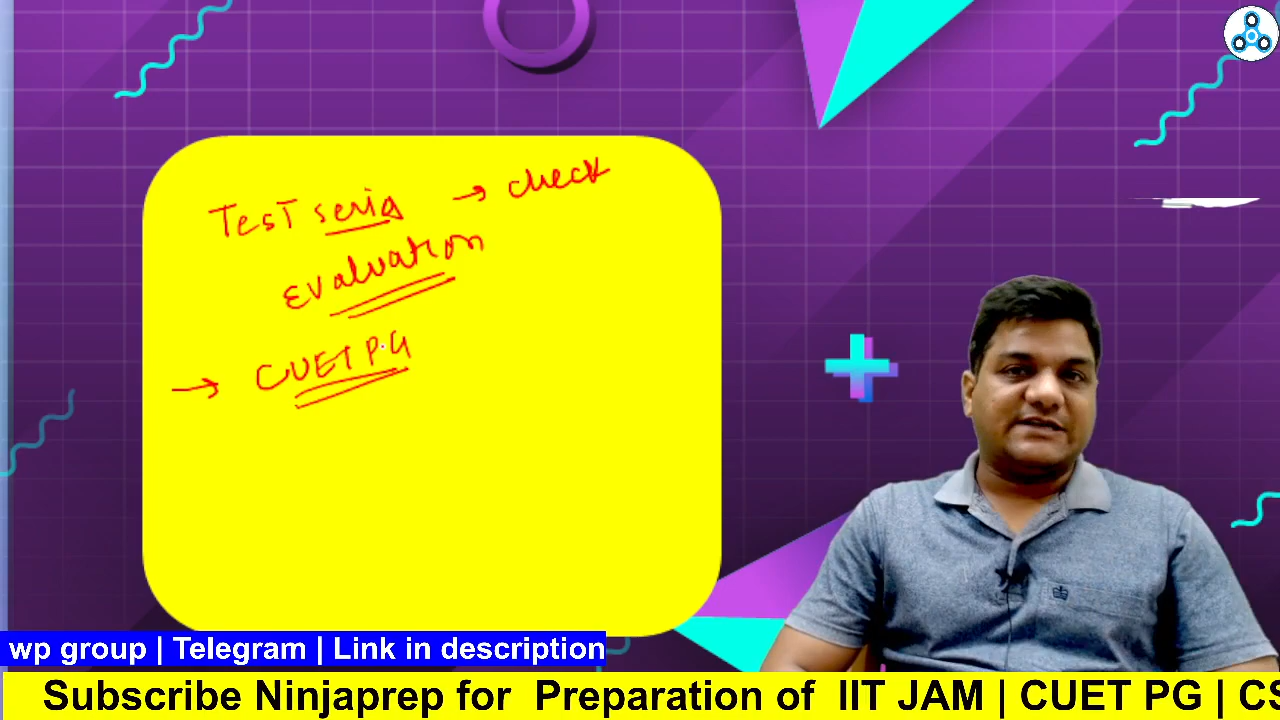 TesT series → check
Evaluation
→ CUET PG
wp group | Telegram | Link in description
Subscribe Ninjaprep for Preparation of IIT JAM | CUET PG | CS